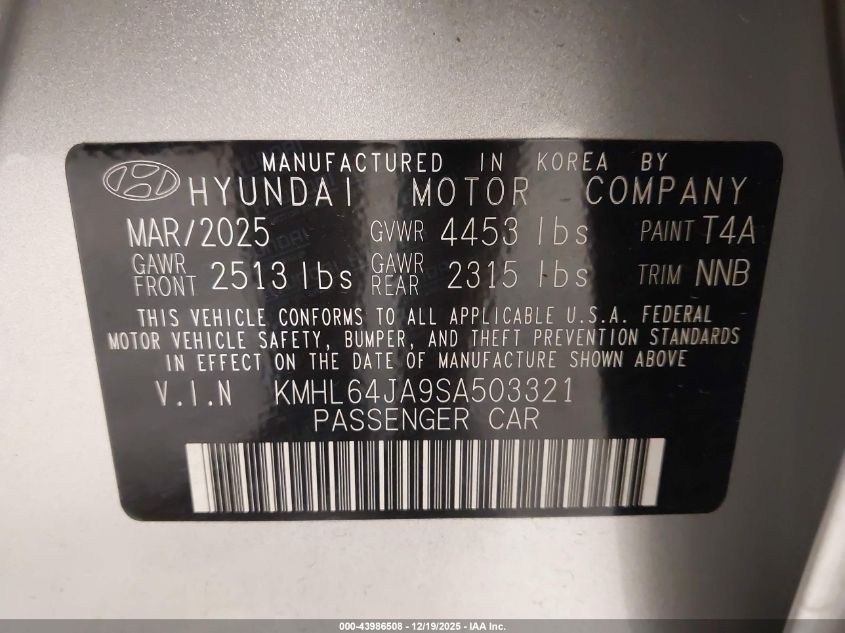 MANUFACTURED IN KOREA BY
HYUNDAI MOTOR COMPANY
MAR/2025 GVWR 4453 lbs PAINT T4A
GAWR FRONT 2513 lbs GAWR REAR 2315 lbs TRIM NNB
THIS VEHICLE CONFORMS TO ALL APPLICABLE U.S.A. FEDERAL
MOTOR VEHICLE SAFETY, BUMPER, AND THEFT PREVENTION STANDARDS
IN EFFECT ON THE DATE OF MANUFACTURE SHOWN ABOVE
V.I.N KMHL64JA9SA503321
PASSENGER CAR
000-43986508 - 12/19/2025 - IAA Inc.